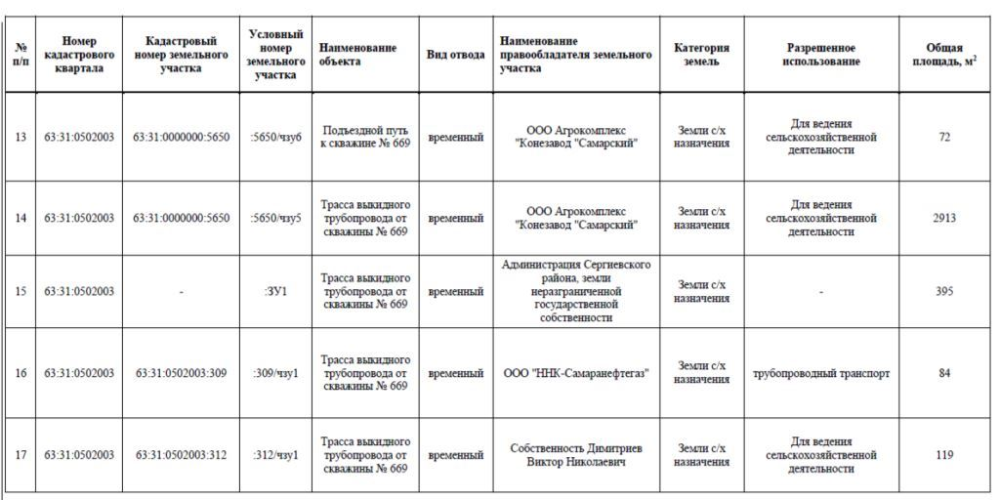 № п/п | Номер кадастрового квартала | Кадастровый номер земельного участка | Условный номер земельного участка | Наименование объекта | Вид отвода | Наименование правообладателя земельного участка | Категория земель | Разрешенное использование | Общая площадь, м²
13 | 63:31:0502003 | 63:31:0000000:5650 | :5650/чзу6 | Подъездной путь к скважине № 669 | временный | ООО Агрокомплекс "Конезавод "Самарский" | Земли с/х назначения | Для ведения сельскохозяйственной деятельности | 72
14 | 63:31:0502003 | 63:31:0000000:5650 | :5650/чзу5 | Трасса выкидного трубопровода от скважины № 669 | временный | ООО Агрокомплекс "Конезавод "Самарский" | Земли с/х назначения | Для ведения сельскохозяйственной деятельности | 2913
15 | 63:31:0502003 | - | :ЗУ1 | Трасса выкидного трубопровода от скважины № 669 | временный | Администрация Сергиевского района, земли неразграниченной государственной собственности | Земли с/х назначения | - | 395
16 | 63:31:0502003 | 63:31:0502003:309 | :309/чзу1 | Трасса выкидного трубопровода от скважины № 669 | временный | ООО "ННК-Самаранефтегаз" | Земли с/х назначения | трубопроводный транспорт | 84
17 | 63:31:0502003 | 63:31:0502003:312 | :312/чзу1 | Трасса выкидного трубопровода от скважины № 669 | временный | Собственность Димитриев Виктор Николаевич | Земли с/х назначения | Для ведения сельскохозяйственной деятельности | 119